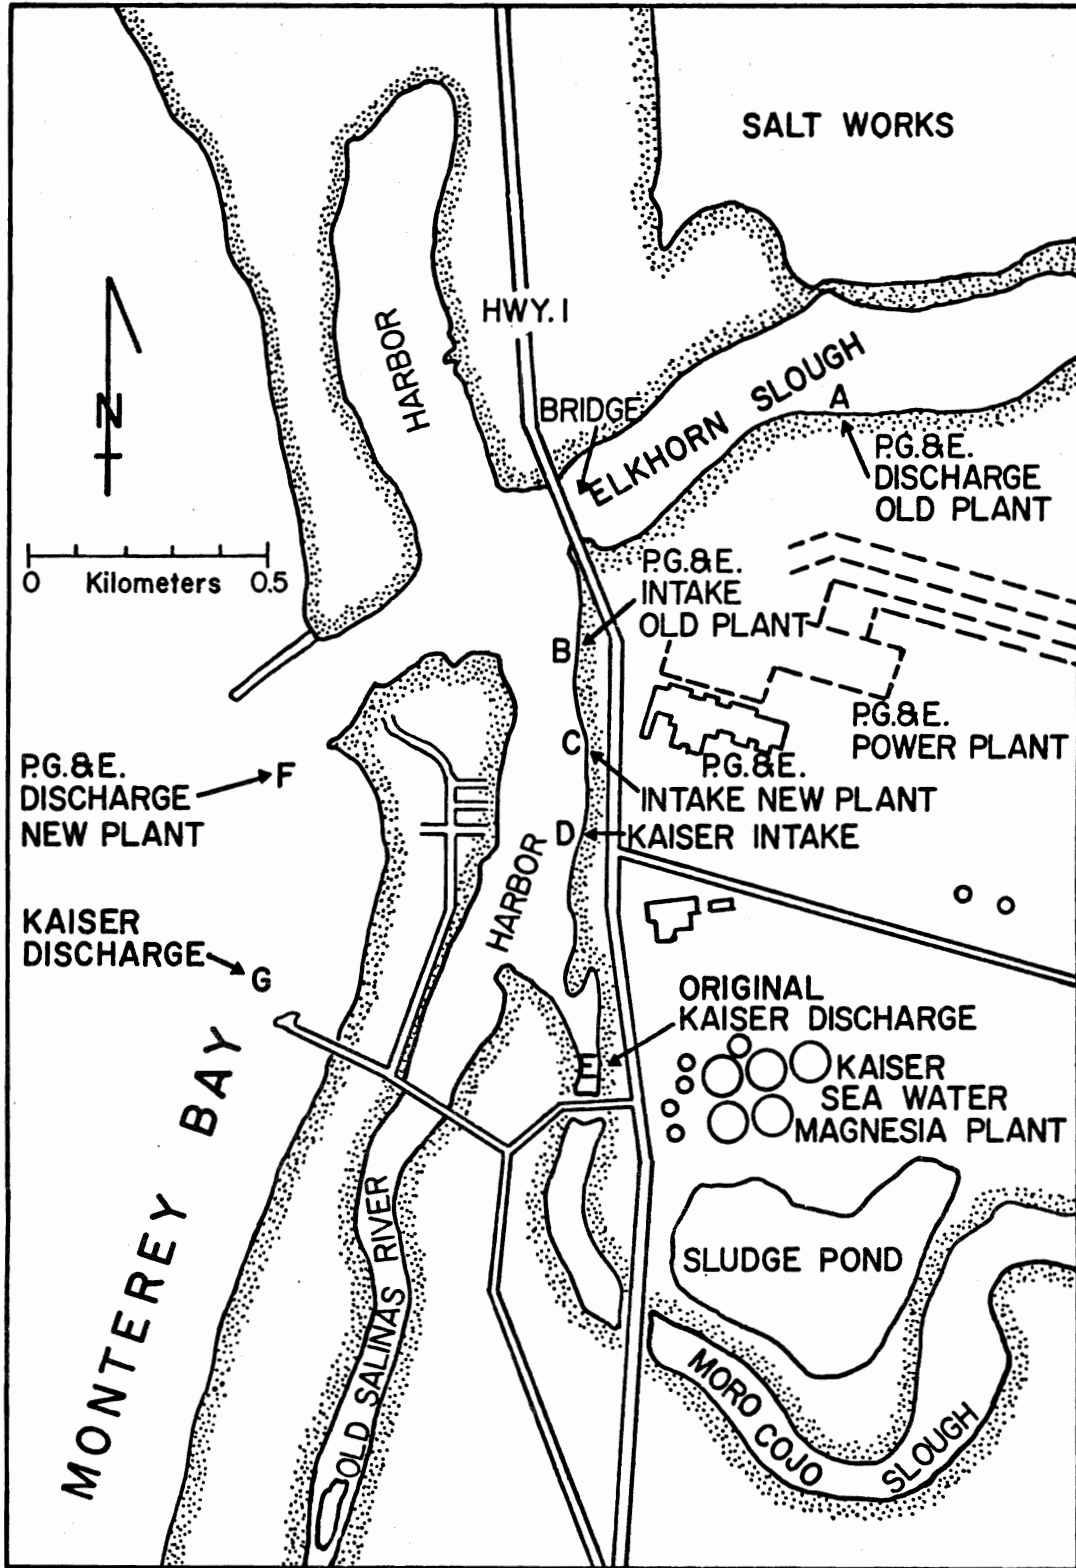 SALT WORKS
HWY. 1
HARBOR
BRIDGE
ELKHORN SLOUGH
A
P.G.&E.
DISCHARGE
OLD PLANT
N
0 Kilometers 0.5
P.G.&E.
INTAKE
OLD PLANT
B
C
P.G.&E.
POWER PLANT
P.G.&E.
INTAKE NEW PLANT
P.G.&E.
DISCHARGE
NEW PLANT
F
D
KAISER INTAKE
HARBOR
KAISER
DISCHARGE
G
ORIGINAL
KAISER DISCHARGE
E
KAISER
SEA WATER
MAGNESIA PLANT
MONTEREY BAY
OLD SALINAS RIVER
SLUDGE POND
MORO COJO SLOUGH